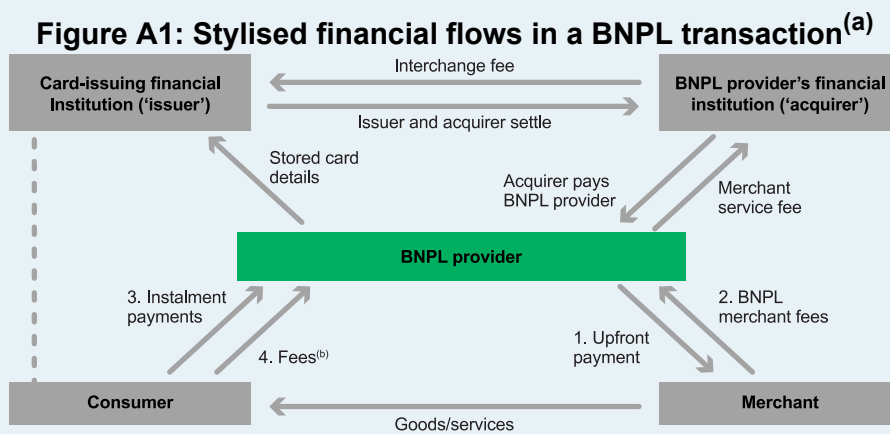 Figure A1: Stylised financial flows in a BNPL transaction(a)
Card-issuing financial
Institution (‘issuer’)
Interchange fee
BNPL provider’s financial
institution (‘acquirer’)
Issuer and acquirer settle
Stored card
details
Acquirer pays
BNPL provider
Merchant
service fee
BNPL provider
3. Instalment
payments
4. Fees(b)
1. Upfront
payment
2. BNPL
merchant fees
Consumer
Goods/services
Merchant